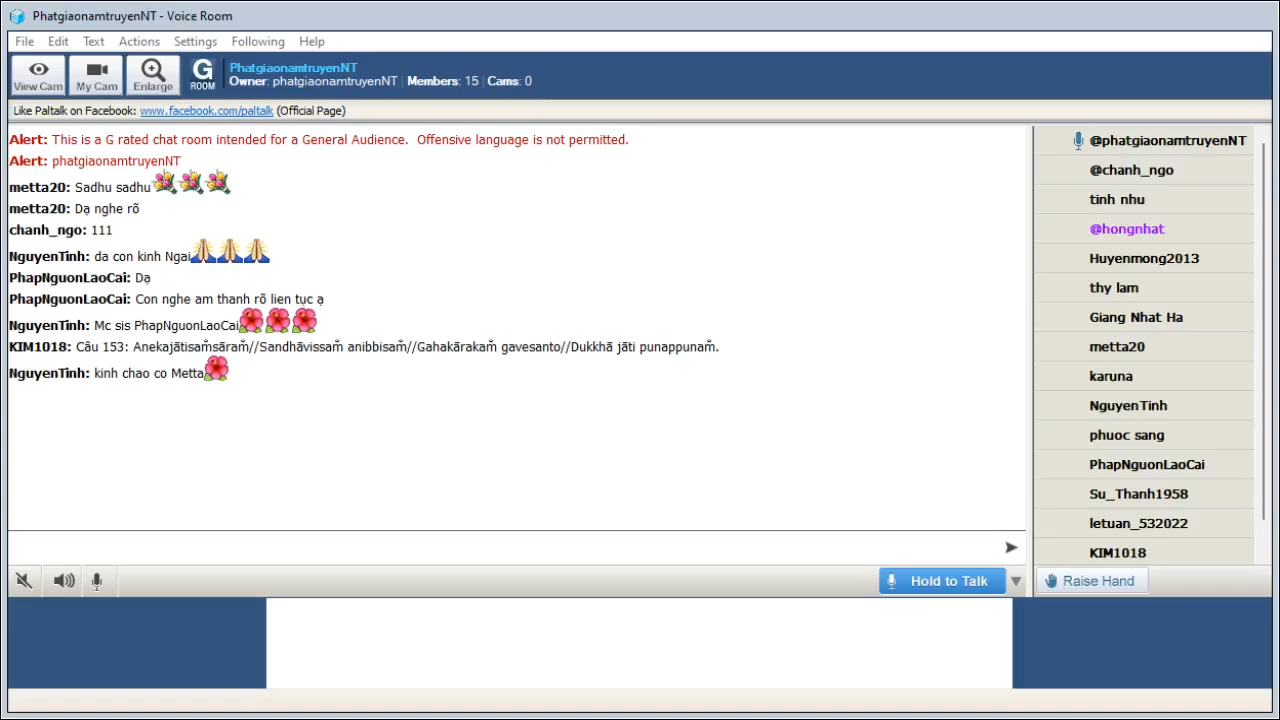 PhatgiaonamtruyenNT - Voice Room
File Edit Text Actions Settings Following Help
View Cam
My Cam
Enlarge
G
ROOM
PhatgiaonamtruyenNT
Owner: phatgiaonamtruyenNT | Members: 15 | Cams: 0
Like Paltalk on Facebook: www.facebook.com/paltalk (Official Page)
Alert: This is a G rated chat room intended for a General Audience. Offensive language is not permitted.
Alert: phatgiaonamtruyenNT
metta20: Sadhu sadhu
metta20: Dạ nghe rõ
chanh_ngo: 111
NguyenTinh: da con kinh Ngai
PhapNguonLaoCai: Dạ
PhapNguonLaoCai: Con nghe am thanh rõ lien tục ạ
NguyenTinh: Mc sis PhapNguonLaoCai
KIM1018: Câu 153: Anekajātisaṁsāraṁ//Sandhāvissaṁ anibbisaṁ//Gahakārakaṁ gavesanto//Dukkhā jāti punappunaṁ.
NguyenTinh: kinh chao co Metta
@phatgiaonamtruyenNT
@chanh_ngo
tinh nhu
@hongnhat
Huyenmong2013
thy lam
Giang Nhat Ha
metta20
karuna
NguyenTinh
phuoc sang
PhapNguonLaoCai
Su_Thanh1958
letuan_532022
KIM1018
Hold to Talk
Raise Hand